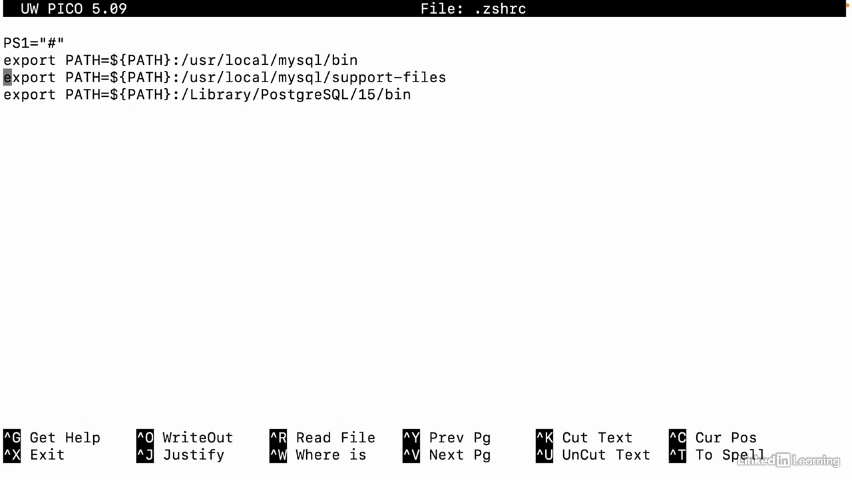 UW PICO 5.09 File: .zshrc
PS1="#"
export PATH=${PATH}:/usr/local/mysql/bin
export PATH=${PATH}:/usr/local/mysql/support-files
export PATH=${PATH}:/Library/PostgreSQL/15/bin
^G Get Help ^O WriteOut ^R Read File ^Y Prev Pg ^K Cut Text ^C Cur Pos
^X Exit ^J Justify ^W Where is ^V Next Pg ^U UnCut Text ^T To Spell
Linked in Learning